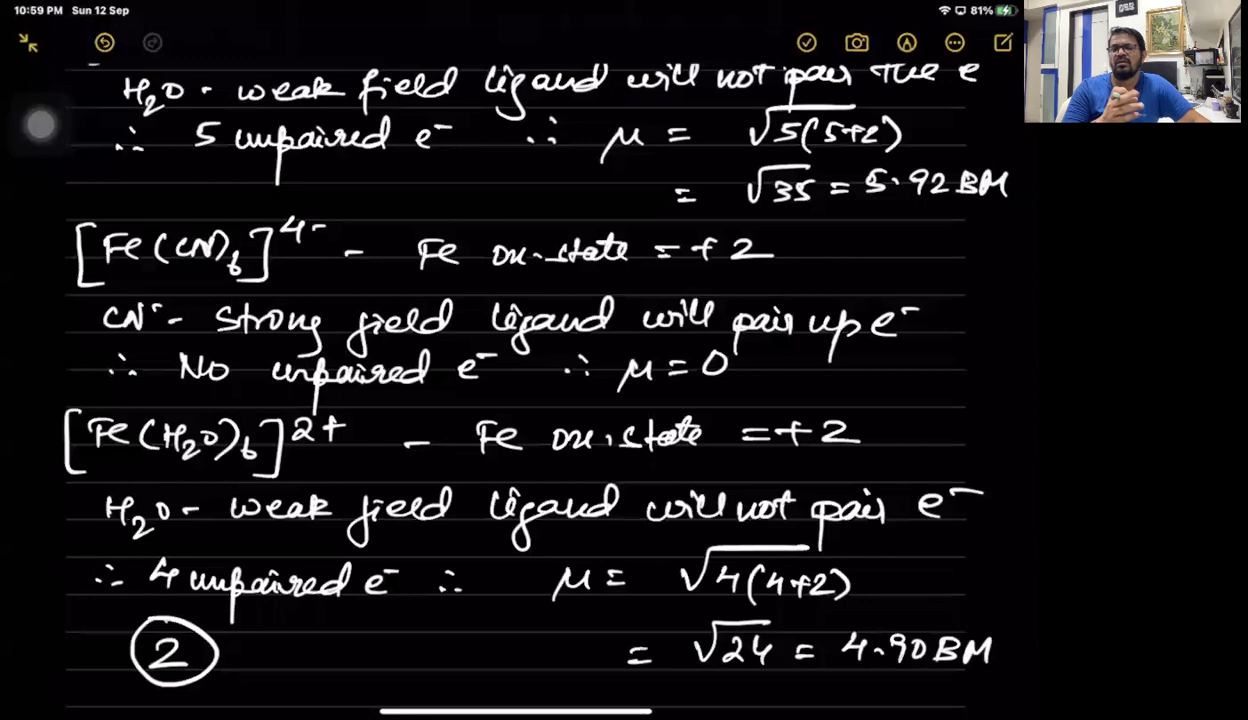 10:59 PM Sun 12 Sep 81%
H₂O - weak field ligand will not pair the e
∴ 5 unpaired e⁻ ∴ μ = √5(5+2)
= √35 = 5.92 BM
[Fe(CN)₆]⁴⁻ - Fe ox. state = +2
CN⁻ - strong field ligand will pair up e⁻
∴ No unpaired e⁻ ∴ μ = 0
[Fe(H₂O)₆]²⁺ - Fe ox. state = +2
H₂O - weak field ligand will not pair e⁻
∴ 4 unpaired e⁻ ∴ μ = √4(4+2)
2 = √24 = 4.90 BM